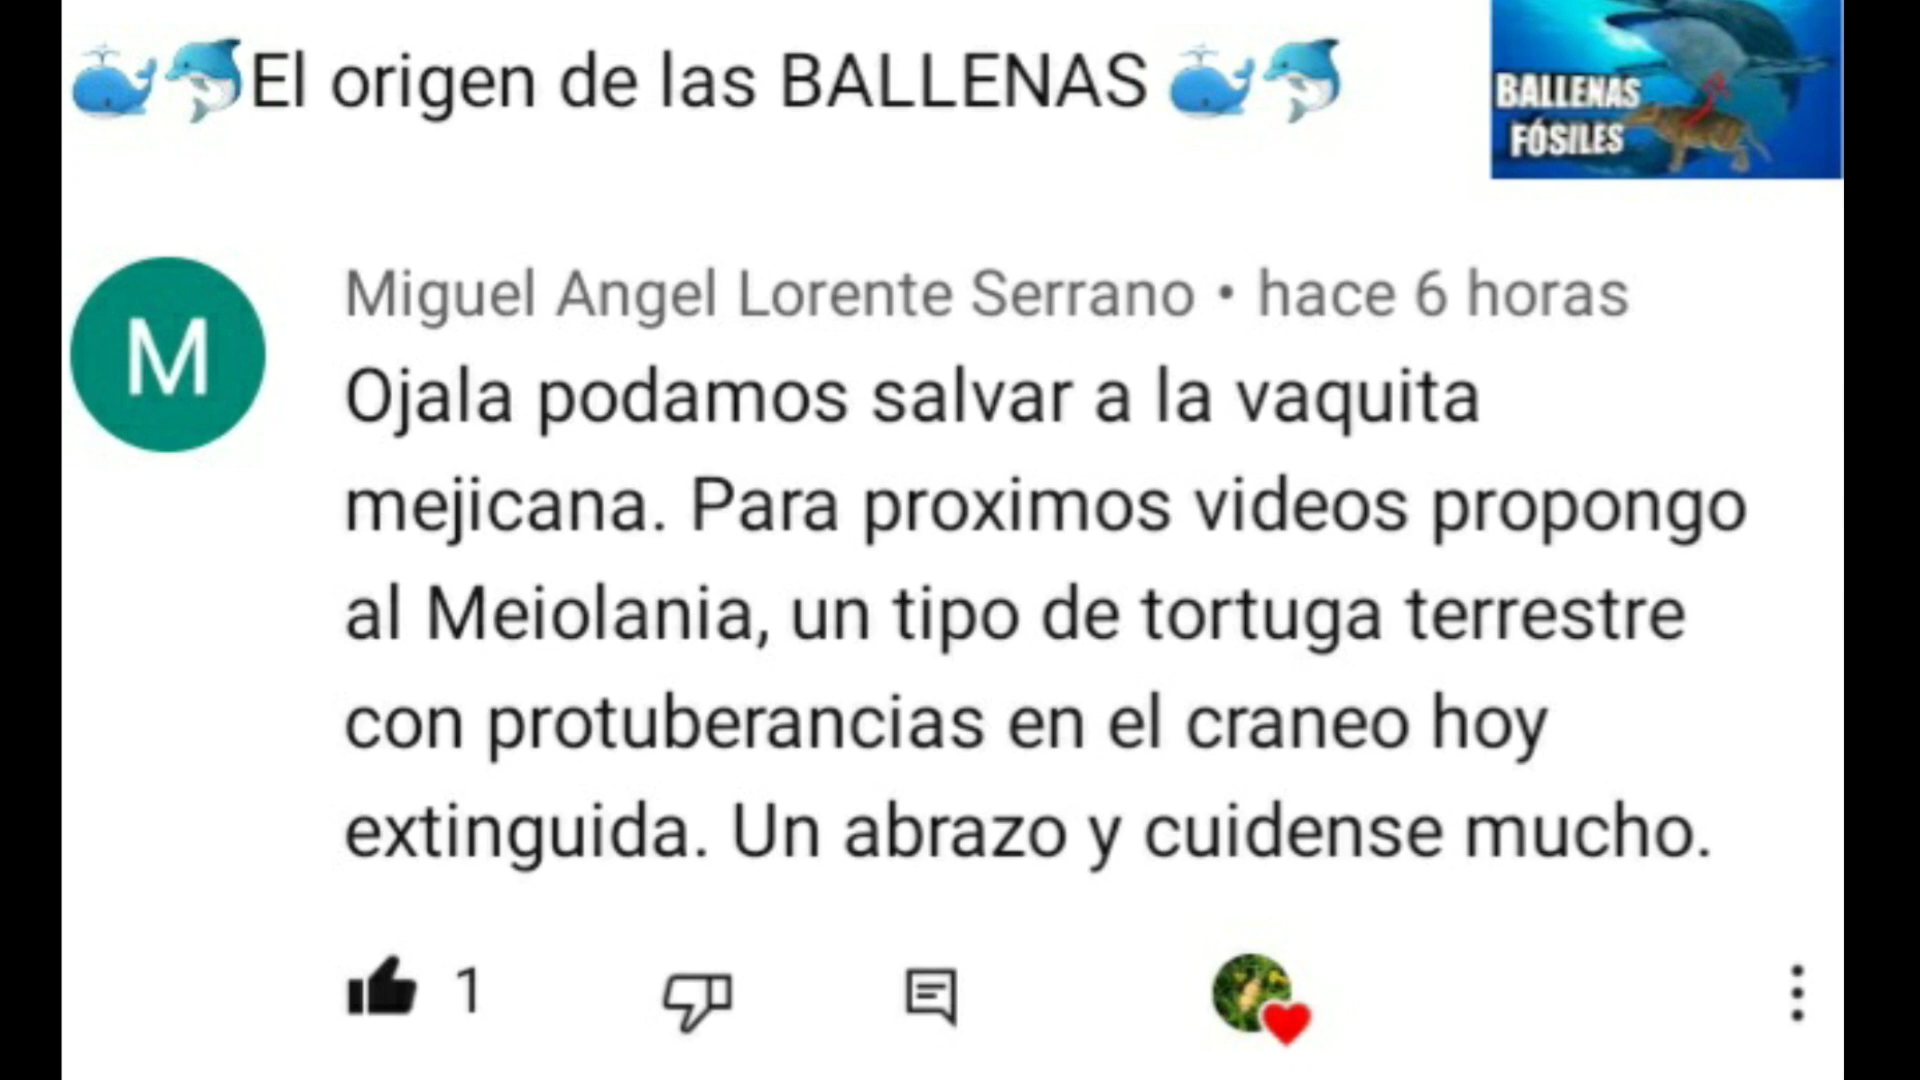 🐳🐬El origen de las BALLENAS 🐳🐬
BALLENAS
FÓSILES
M
Miguel Angel Lorente Serrano • hace 6 horas
Ojala podamos salvar a la vaquita
mejicana. Para proximos videos propongo
al Meiolania, un tipo de tortuga terrestre
con protuberancias en el craneo hoy
extinguida. Un abrazo y cuidense mucho.
1